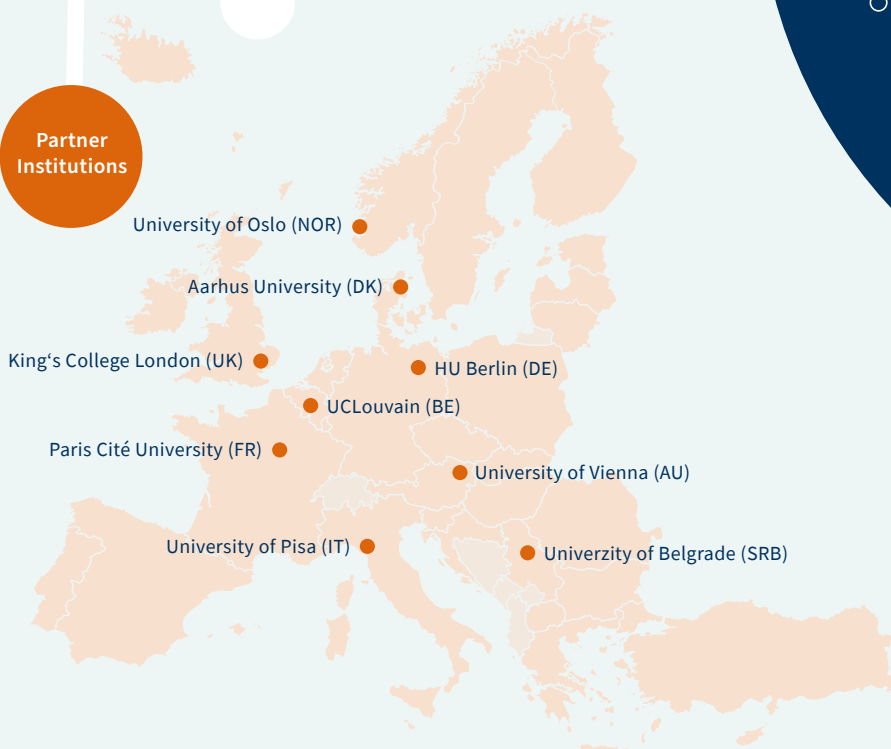 Partner
Institutions
University of Oslo (NOR)
Aarhus University (DK)
King‘s College London (UK)
HU Berlin (DE)
UCLouvain (BE)
Paris Cité University (FR)
University of Vienna (AU)
University of Pisa (IT)
Univerzity of Belgrade (SRB)